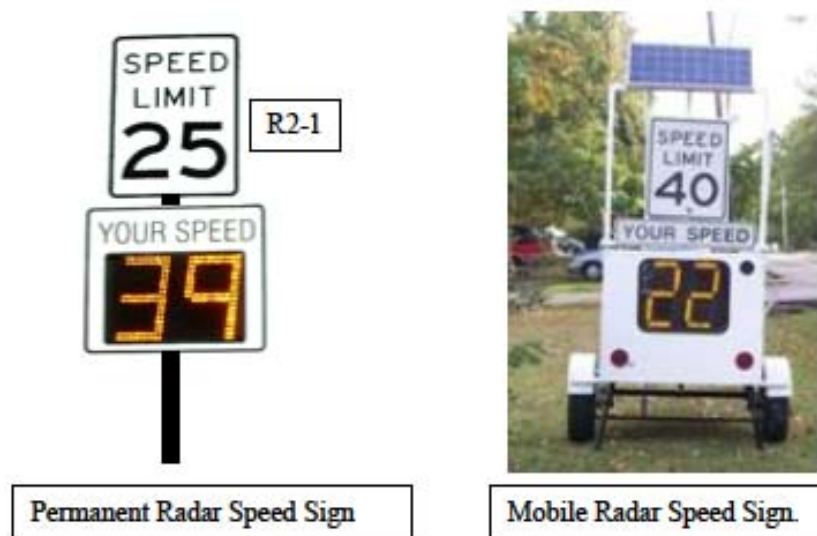 SPEED
LIMIT
25
R2-1
YOUR SPEED
39
Permanent Radar Speed Sign
SPEED
LIMIT
40
YOUR SPEED
22
Mobile Radar Speed Sign.